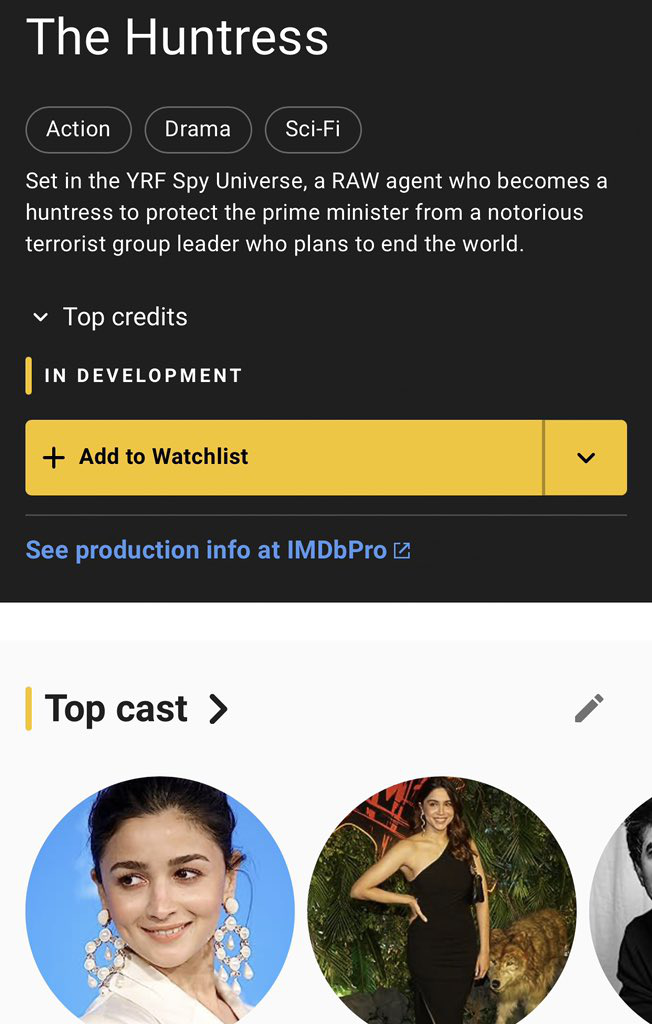 The Huntress
Action
Drama
Sci-Fi
Set in the YRF Spy Universe, a RAW agent who becomes a
huntress to protect the prime minister from a notorious
terrorist group leader who plans to end the world.
Top credits
IN DEVELOPMENT
Add to Watchlist
See production info at IMDbPro
Top cast